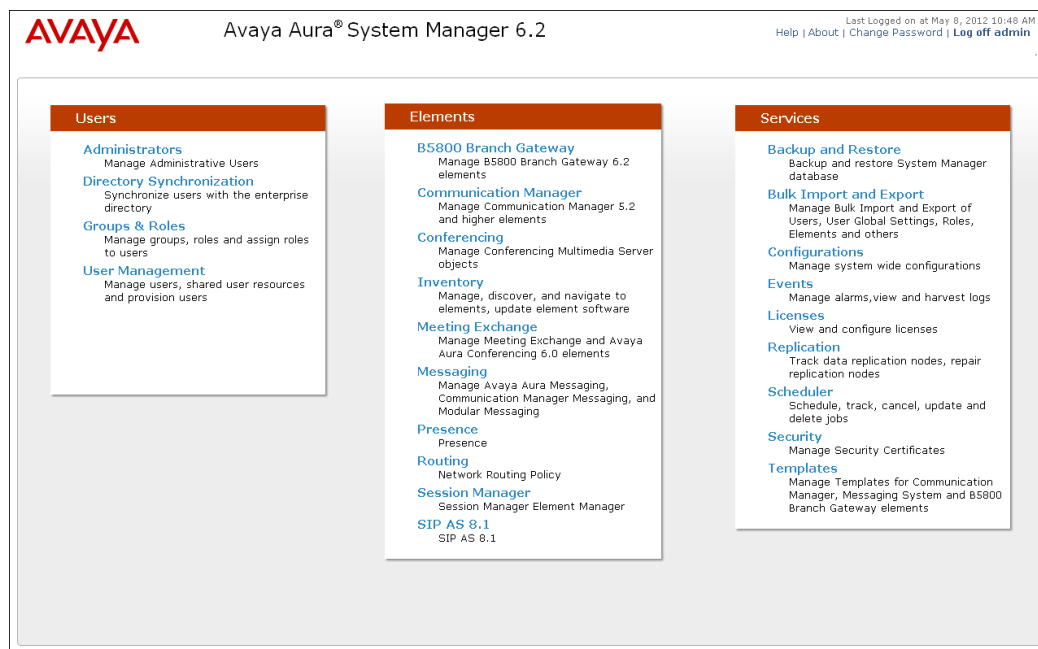 AVAYA
Avaya Aura® System Manager 6.2
Last Logged on at May 8, 2012 10:48 AM
Help | About | Change Password | Log off admin
Users
Administrators
Manage Administrative Users
Directory Synchronization
Synchronize users with the enterprise
directory
Groups & Roles
Manage groups, roles and assign roles
to users
User Management
Manage users, shared user resources
and provision users
Elements
B5800 Branch Gateway
Manage B5800 Branch Gateway 6.2
elements
Communication Manager
Manage Communication Manager 5.2
and higher elements
Conferencing
Manage Conferencing Multimedia Server
objects
Inventory
Manage, discover, and navigate to
elements, update element software
Meeting Exchange
Manage Meeting Exchange and Avaya
Aura Conferencing 6.0 elements
Messaging
Manage Avaya Aura Messaging,
Communication Manager Messaging, and
Modular Messaging
Presence
Presence
Routing
Network Routing Policy
Session Manager
Session Manager Element Manager
SIP AS 8.1
SIP AS 8.1
Services
Backup and Restore
Backup and restore System Manager
database
Bulk Import and Export
Manage Bulk Import and Export of
Users, User Global Settings, Roles,
Elements and others
Configurations
Manage system wide configurations
Events
Manage alarms,view and harvest logs
Licenses
View and configure licenses
Replication
Track data replication nodes, repair
replication nodes
Scheduler
Schedule, track, cancel, update and
delete jobs
Security
Manage Security Certificates
Templates
Manage Templates for Communication
Manager, Messaging System and B5800
Branch Gateway elements